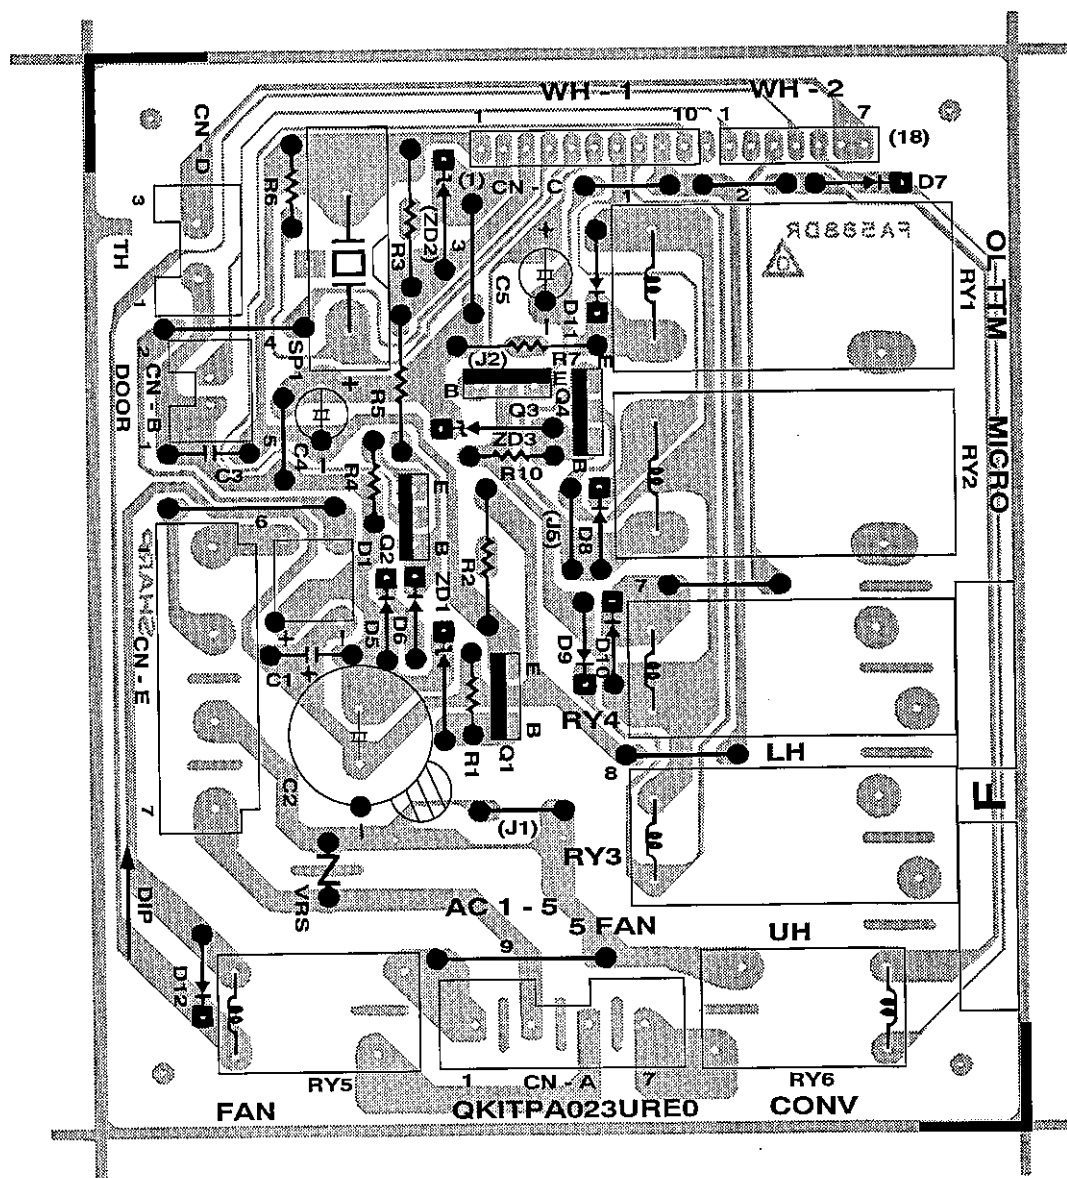 WH - 1
WH - 2
1
10
1
7
(18)
CN - D
3
TH
1
R6
R3
(ZD2)
(1)
3
CN - C
1
2
D7
FA588DR
0
OL TTM
MICRO
RY1
C5
+
-
D11
2
CN - B
DOOR
1
4
SP1
+
(J2)
R7
E
B
E
Q3
Q4
R5
ZD3
B
R10
RY2
C3
5
C4
-
R4
E
B
(J5)
D8
6
D1
Q2
ZD1
R2
7
CN - E
+
-
C1
+
D5
D6
D9
D10
E
B
Q1
R1
RY4
LH
8
C2
-
7
(J1)
RY3
F
VRS
DIP
AC 1 - 5
5 FAN
UH
9
D12
RY5
1
CN - A
7
RY6
FAN
QKITPA023URE0
CONV